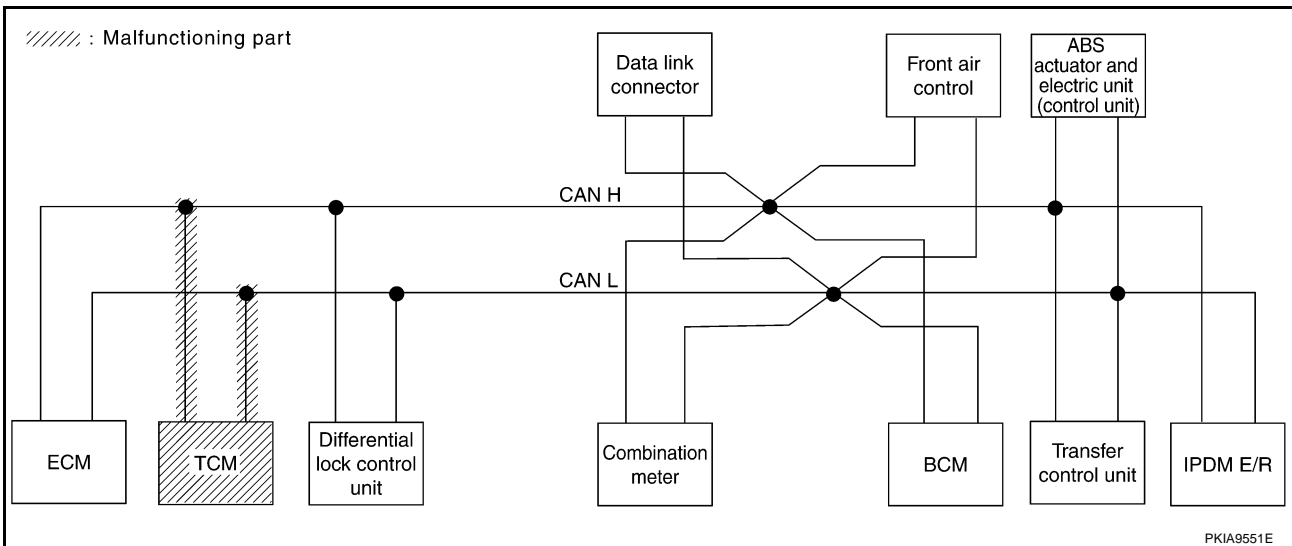 : Malfunctioning part
Data link
connector
Front air
control
ABS
actuator and
electric unit
(control unit)
CAN H
CAN L
ECM
TCM
Differential
lock control
unit
Combination
meter
BCM
Transfer
control unit
IPDM E/R
PKIA9551E